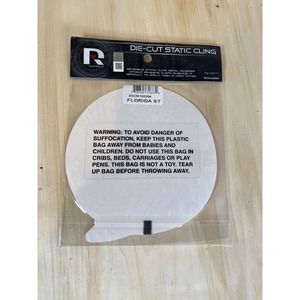 R
DIE-CUT STATIC CLING
FLORIDA ST
WARNING: TO AVOID DANGER OF
SUFFOCATION, KEEP THIS PLASTIC
BAG AWAY FROM BABIES AND
CHILDREN. DO NOT USE THIS BAG IN
CRIBS, BEDS, CARRIAGES OR PLAY
PENS. THIS BAG IS NOT A TOY. TEAR
UP BAG BEFORE THROWING AWAY.